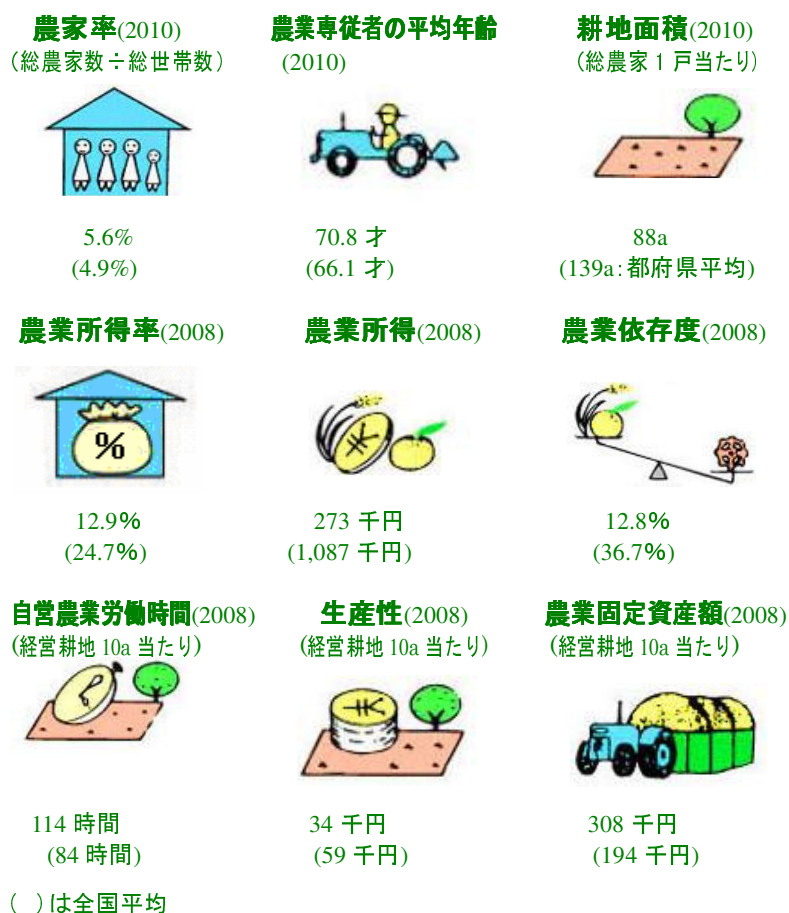 農家率(2010)
（総農家数÷総世帯数）
5.6%
(4.9%)
農業専従者の平均年齢
(2010)
70.8 才
(66.1 才)
耕地面積(2010)
（総農家1戸当たり）
88a
(139a：都府県平均)
農業所得率(2008)
%
12.9％
(24.7％)
農業所得(2008)
273 千円
(1,087 千円)
農業依存度(2008)
12.8％
(36.7％)
自営農業労働時間(2008)
(経営耕地 10a 当たり)
114 時間
(84 時間)
生産性(2008)
(経営耕地 10a 当たり)
34 千円
(59 千円)
農業固定資産額(2008)
(経営耕地 10a 当たり)
308 千円
(194 千円)
(　)は全国平均